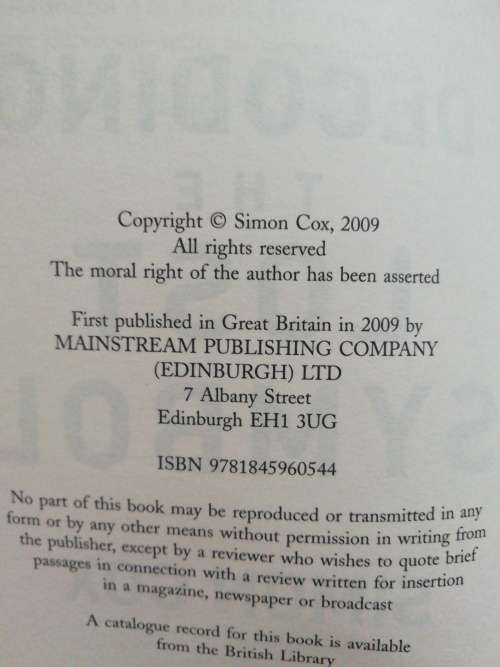 Copyright © Simon Cox, 2009
All rights reserved
The moral right of the author has been asserted
First published in Great Britain in 2009 by
MAINSTREAM PUBLISHING COMPANY
(EDINBURGH) LTD
7 Albany Street
Edinburgh EH1 3UG
ISBN 9781845960544
No part of this book may be reproduced or transmitted in any
form or by any other means without permission in writing from
the publisher, except by a reviewer who wishes to quote brief
passages in connection with a review written for insertion
in a magazine, newspaper or broadcast
A catalogue record for this book is available
from the British Library